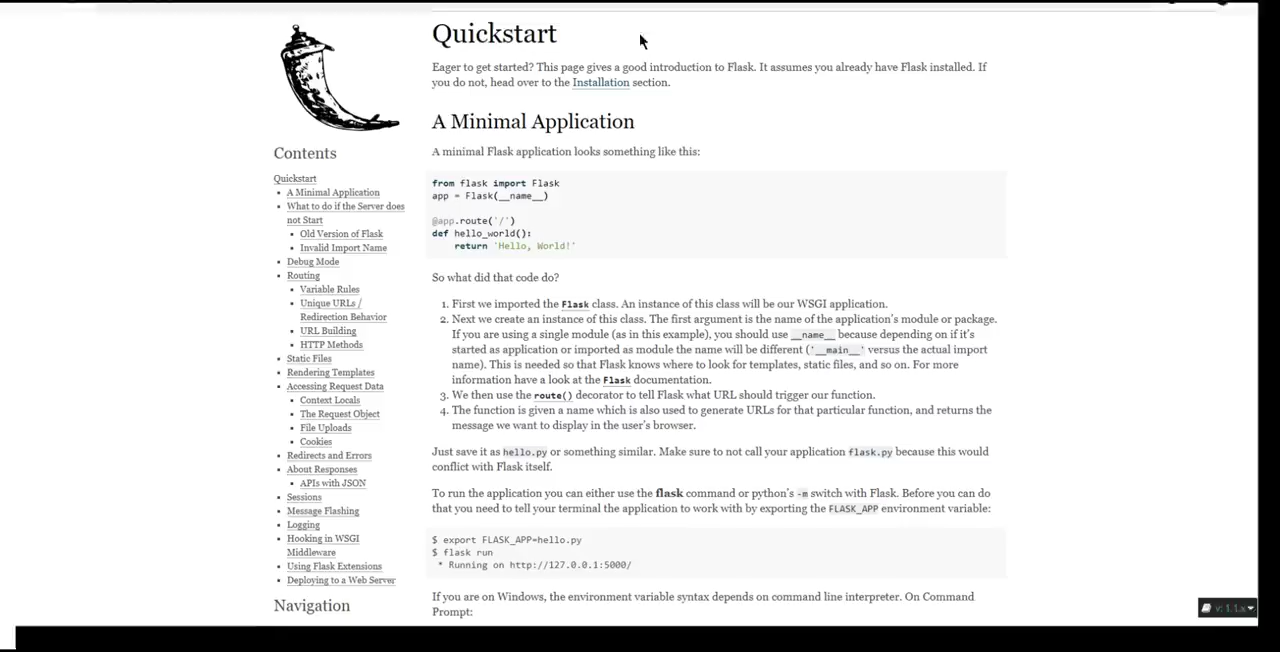 Quickstart
Eager to get started? This page gives a good introduction to Flask. It assumes you already have Flask installed. If
you do not, head over to the Installation section.
A Minimal Application
A minimal Flask application looks something like this:
from flask import Flask
app = Flask(__name__)
@app.route('/')
def hello_world():
    return 'Hello, World!'
So what did that code do?
1. First we imported the Flask class. An instance of this class will be our WSGI application.
2. Next we create an instance of this class. The first argument is the name of the application's module or package.
If you are using a single module (as in this example), you should use __name__ because depending on if it's
started as application or imported as module the name will be different ('__main__' versus the actual import
name). This is needed so that Flask knows where to look for templates, static files, and so on. For more
information have a look at the Flask documentation.
3. We then use the route() decorator to tell Flask what URL should trigger our function.
4. The function is given a name which is also used to generate URLs for that particular function, and returns the
message we want to display in the user's browser.
Just save it as hello.py or something similar. Make sure to not call your application flask.py because this would
conflict with Flask itself.
To run the application you can either use the flask command or python's -m switch with Flask. Before you can do
that you need to tell your terminal the application to work with by exporting the FLASK_APP environment variable:
$ export FLASK_APP=hello.py
$ flask run
 * Running on http://127.0.0.1:5000/
If you are on Windows, the environment variable syntax depends on command line interpreter. On Command
Prompt:
Contents
Quickstart
A Minimal Application
What to do if the Server does
not Start
Old Version of Flask
Invalid Import Name
Debug Mode
Routing
Variable Rules
Unique URLs /
Redirection Behavior
URL Building
HTTP Methods
Static Files
Rendering Templates
Accessing Request Data
Context Locals
The Request Object
File Uploads
Cookies
Redirects and Errors
About Responses
APIs with JSON
Sessions
Message Flashing
Logging
Hooking in WSGI
Middleware
Using Flask Extensions
Deploying to a Web Server
Navigation
v: 1.1.x